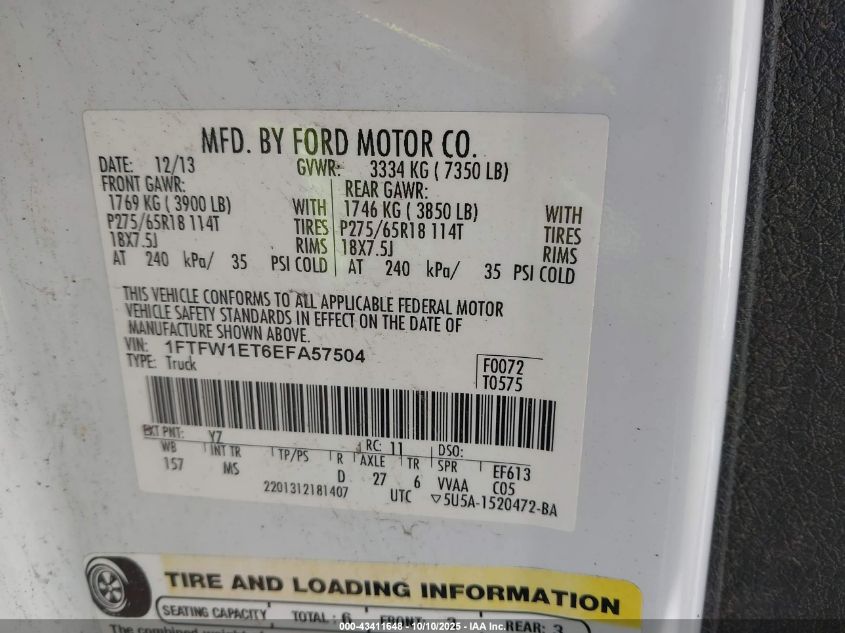 MFD. BY FORD MOTOR CO.
DATE: 12/13 GVWR: 3334 KG ( 7350 LB)
FRONT GAWR: REAR GAWR:
1769 KG ( 3900 LB) WITH 1746 KG ( 3850 LB) WITH
P275/65R18 114T TIRES P275/65R18 114T TIRES
18X7.5J RIMS 18X7.5J RIMS
AT 240 kPa/ 35 PSI COLD AT 240 kPa/ 35 PSI COLD
THIS VEHICLE CONFORMS TO ALL APPLICABLE FEDERAL MOTOR
VEHICLE SAFETY STANDARDS IN EFFECT ON THE DATE OF
MANUFACTURE SHOWN ABOVE.
VIN: 1FTFW1ET6EFA57504
TYPE: Truck
F0072
T0575
EXT PNT: YZ RC: 11 DSO:
WB INT TR TP/PS R AXLE TR SPR EF613
157 MS D 27 6 VVAA C05
2201312181407 UTC ▽5U5A-1520472-BA
TIRE AND LOADING INFORMATION
SEATING CAPACITY TOTAL: 6 FRONT: REAR: 3
The combined
000-43411648 - 10/10/2025 - IAA Inc.